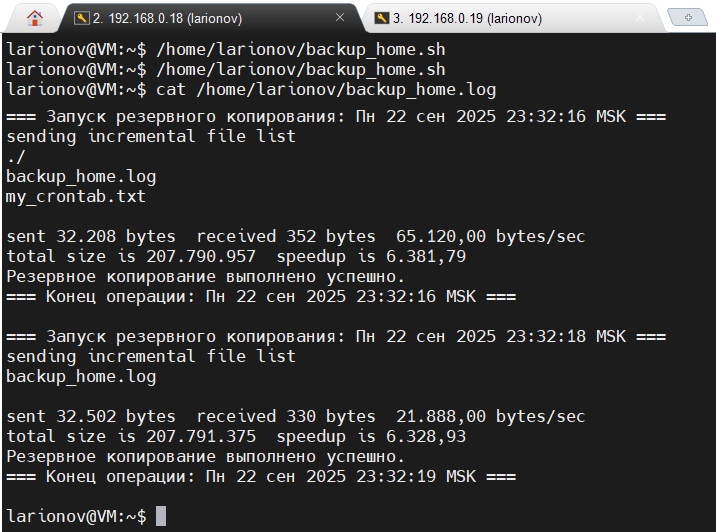 2. 192.168.0.18 (larionov)
3. 192.168.0.19 (larionov)
larionov@VM:~$ /home/larionov/backup_home.sh
larionov@VM:~$ /home/larionov/backup_home.sh
larionov@VM:~$ cat /home/larionov/backup_home.log
=== Запуск резервного копирования: Пн 22 сен 2025 23:32:16 MSK ===
sending incremental file list
./
backup_home.log
my_crontab.txt

sent 32.208 bytes  received 352 bytes  65.120,00 bytes/sec
total size is 207.790.957  speedup is 6.381,79
Резервное копирование выполнено успешно.
=== Конец операции: Пн 22 сен 2025 23:32:16 MSK ===

=== Запуск резервного копирования: Пн 22 сен 2025 23:32:18 MSK ===
sending incremental file list
backup_home.log

sent 32.502 bytes  received 330 bytes  21.888,00 bytes/sec
total size is 207.791.375  speedup is 6.328,93
Резервное копирование выполнено успешно.
=== Конец операции: Пн 22 сен 2025 23:32:19 MSK ===

larionov@VM:~$